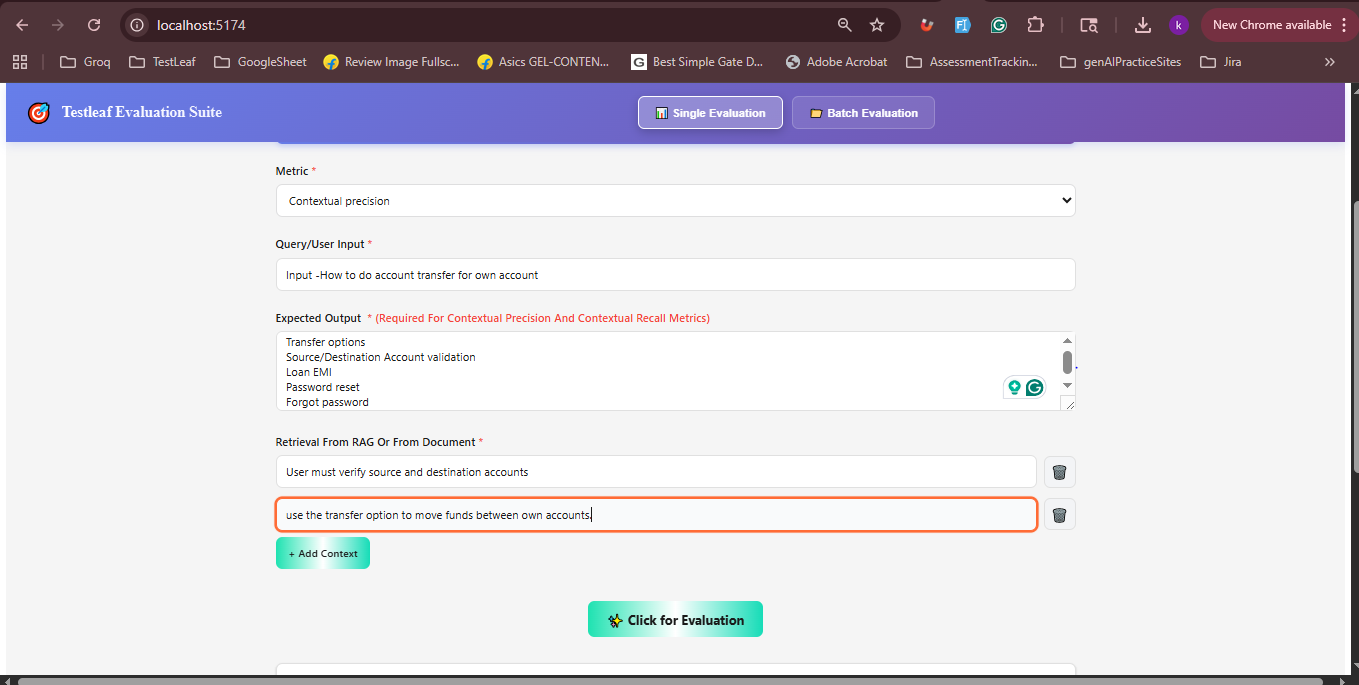 localhost:5174
New Chrome available
Groq
TestLeaf
GoogleSheet
Review Image Fullsc...
Asics GEL-CONTEN...
Best Simple Gate D...
Adobe Acrobat
AssessmentTrackin...
genAIPracticeSites
Jira
»
Testleaf Evaluation Suite
Single Evaluation
Batch Evaluation
Metric *
Contextual precision
Query/User Input *
Input -How to do account transfer for own account
Expected Output * (Required For Contextual Precision And Contextual Recall Metrics)
Transfer options
Source/Destination Account validation
Loan EMI
Password reset
Forgot password
Retrieval From RAG Or From Document *
User must verify source and destination accounts
use the transfer option to move funds between own accounts.
+ Add Context
Click for Evaluation